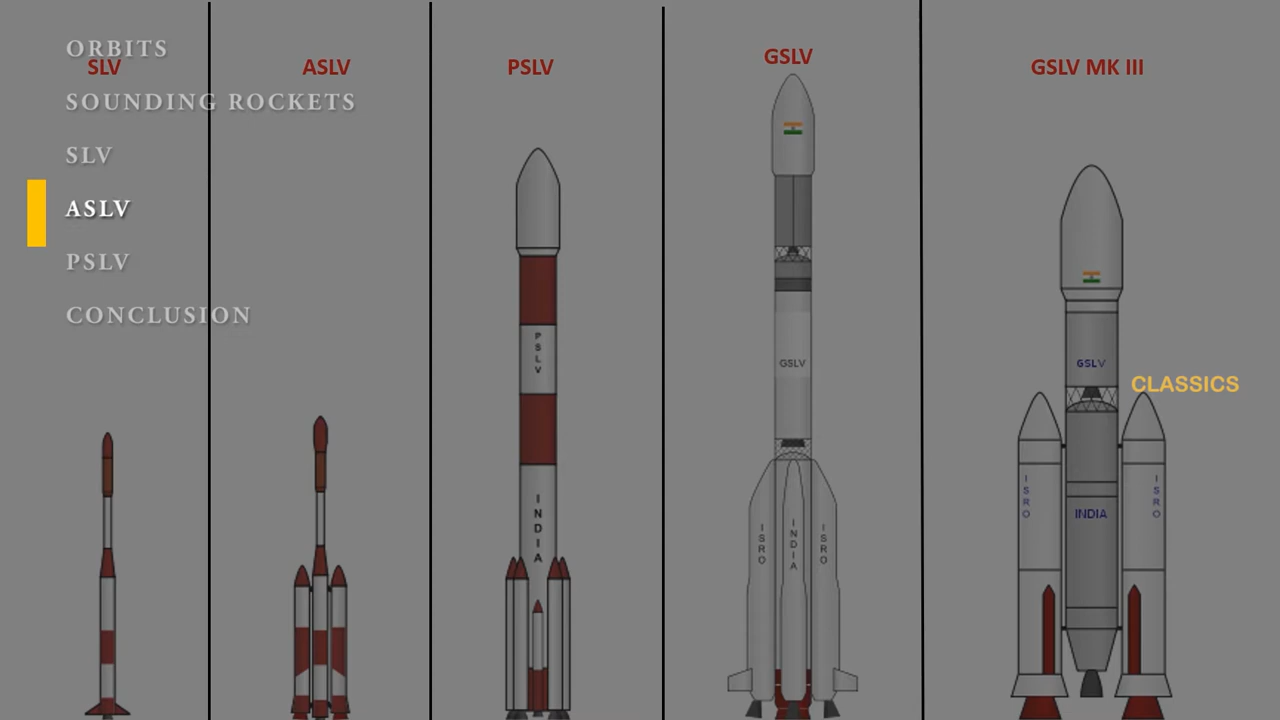 ORBITS
SLV
ASLV
PSLV
GSLV
GSLV MK III
SOUNDING ROCKETS
SLV
ASLV
PSLV
CONCLUSION
PSLV
GSLV
GSLV
CLASSICS
INDIA
ISRO
INDIA
ISRO
ISRO
INDIA
ISRO